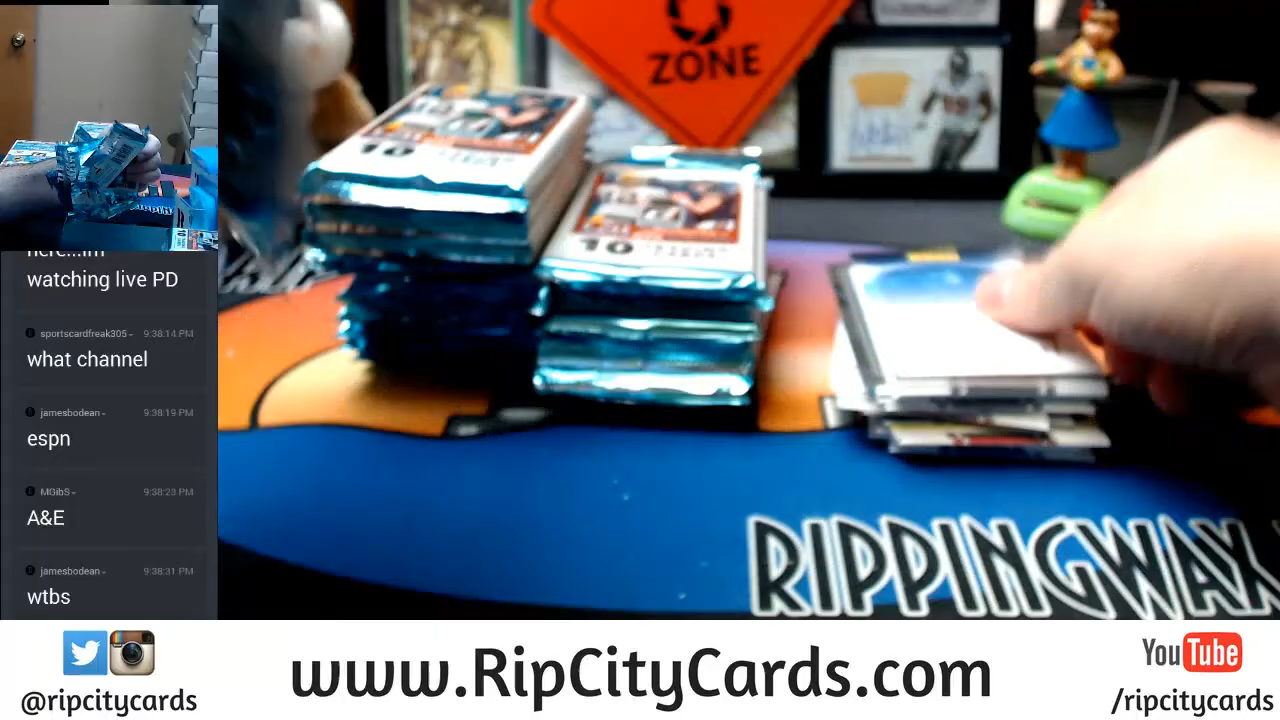 ZONE
10
10
watching live PD
sportscardfreak305
9:38:14 PM
what channel
jamesbodean
9:38:19 PM
espn
MGibS
9:38:23 PM
A&E
jamesbodean
9:38:31 PM
wtbs
RIPPINGWAX
@ripcitycards
www.RipCityCards.com
YouTube
/ripcitycards